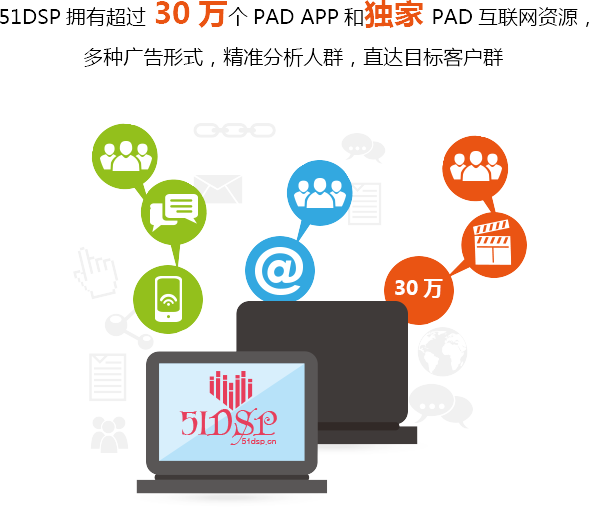 51DSP 拥有超过 30 万个 PAD APP 和独家 PAD 互联网资源，
多种广告形式，精准分析人群，直达目标客户群
@
30 万
51DSP
51dsp.cn